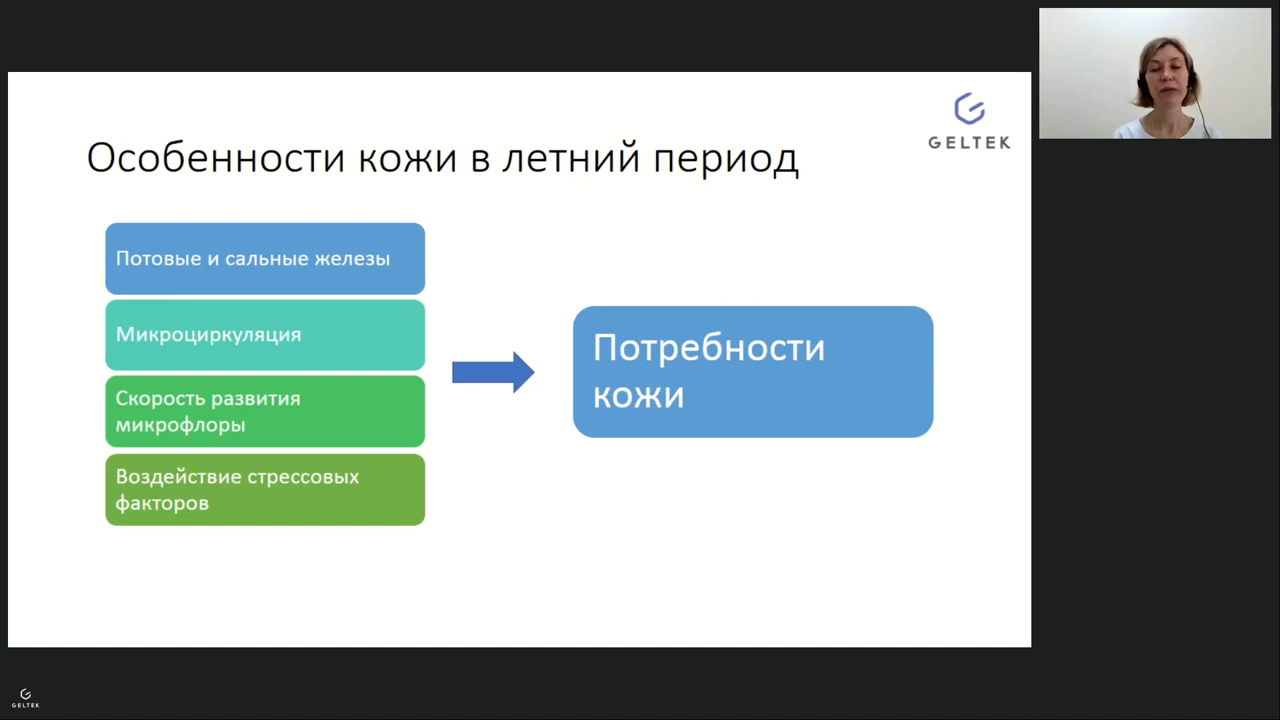 GELTEK
Особенности кожи в летний период
Потовые и сальные железы
Микроциркуляция
Скорость развития
микрофлоры
Воздействие стрессовых
факторов
Потребности
кожи
GELTEK